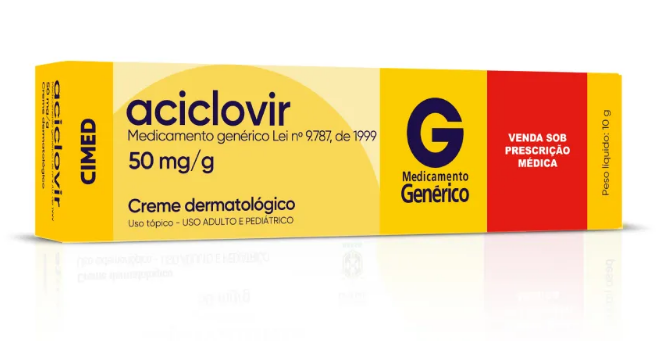 aciclovir
50 mg/g
Creme dermatológico
CIMED
aciclovir
Medicamento genérico Lei nº 9.787, de 1999
50 mg/g
Creme dermatológico
Uso tópico - USO ADULTO E PEDIÁTRICO
G
Medicamento
Genérico
VENDA SOB
PRESCRIÇÃO
MÉDICA
Peso líquido: 10 g